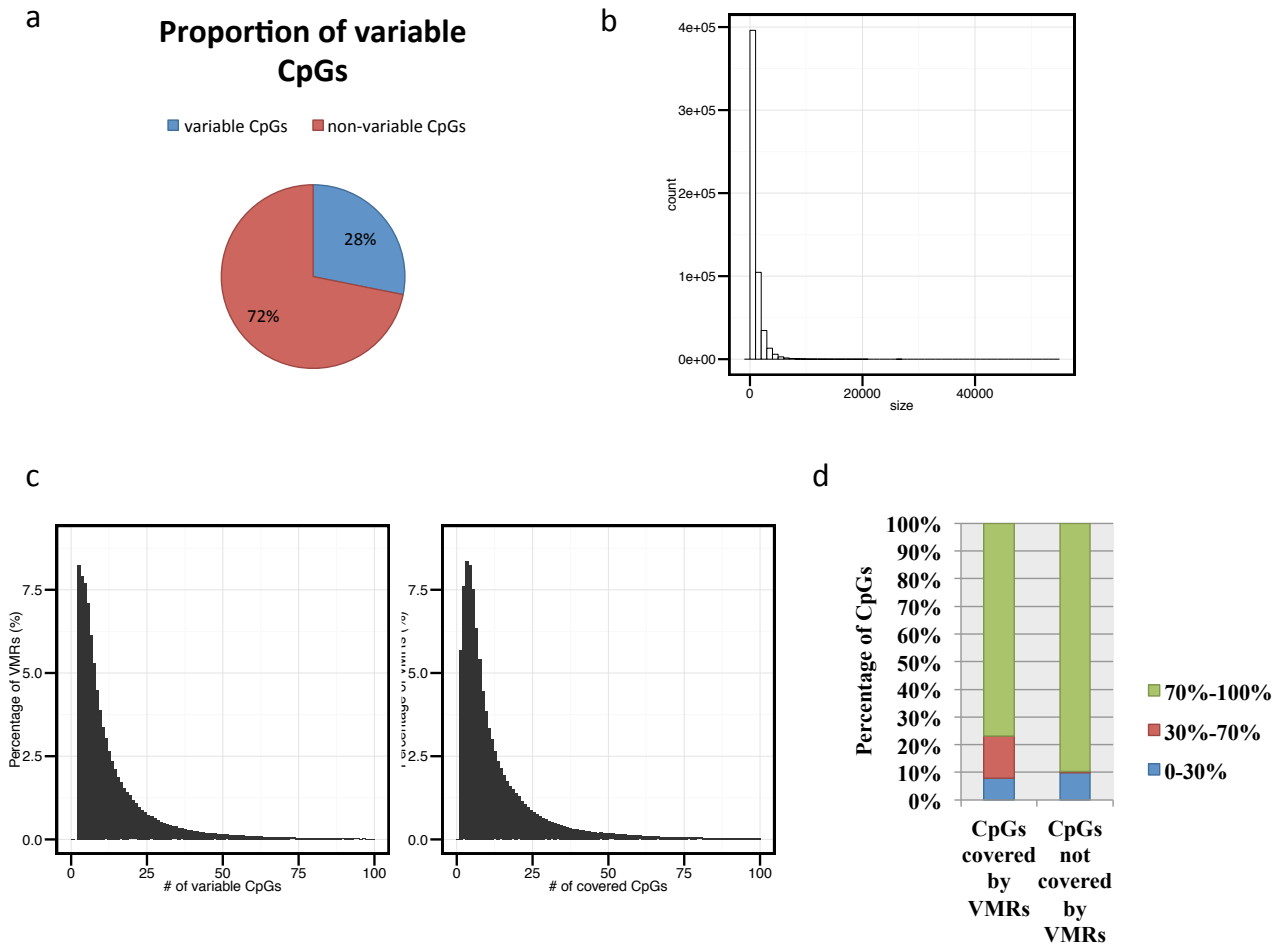 a
Proportion of variable
CpGs
variable CpGs
non-variable CpGs
28%
72%
b
4e+05
3e+05
2e+05
1e+05
0e+00
count
0
20000
40000
size
c
7.5
5.0
2.5
0.0
Percentage of VMRs (%)
0
25
50
75
100
# of variable CpGs
7.5
5.0
2.5
0.0
Percentage of VMRs (%)
0
25
50
75
100
# of covered CpGs
d
100%
90%
80%
70%
60%
50%
40%
30%
20%
10%
0%
Percentage of CpGs
CpGs
covered
by
VMRs
CpGs
not
covered
by
VMRs
70%-100%
30%-70%
0-30%